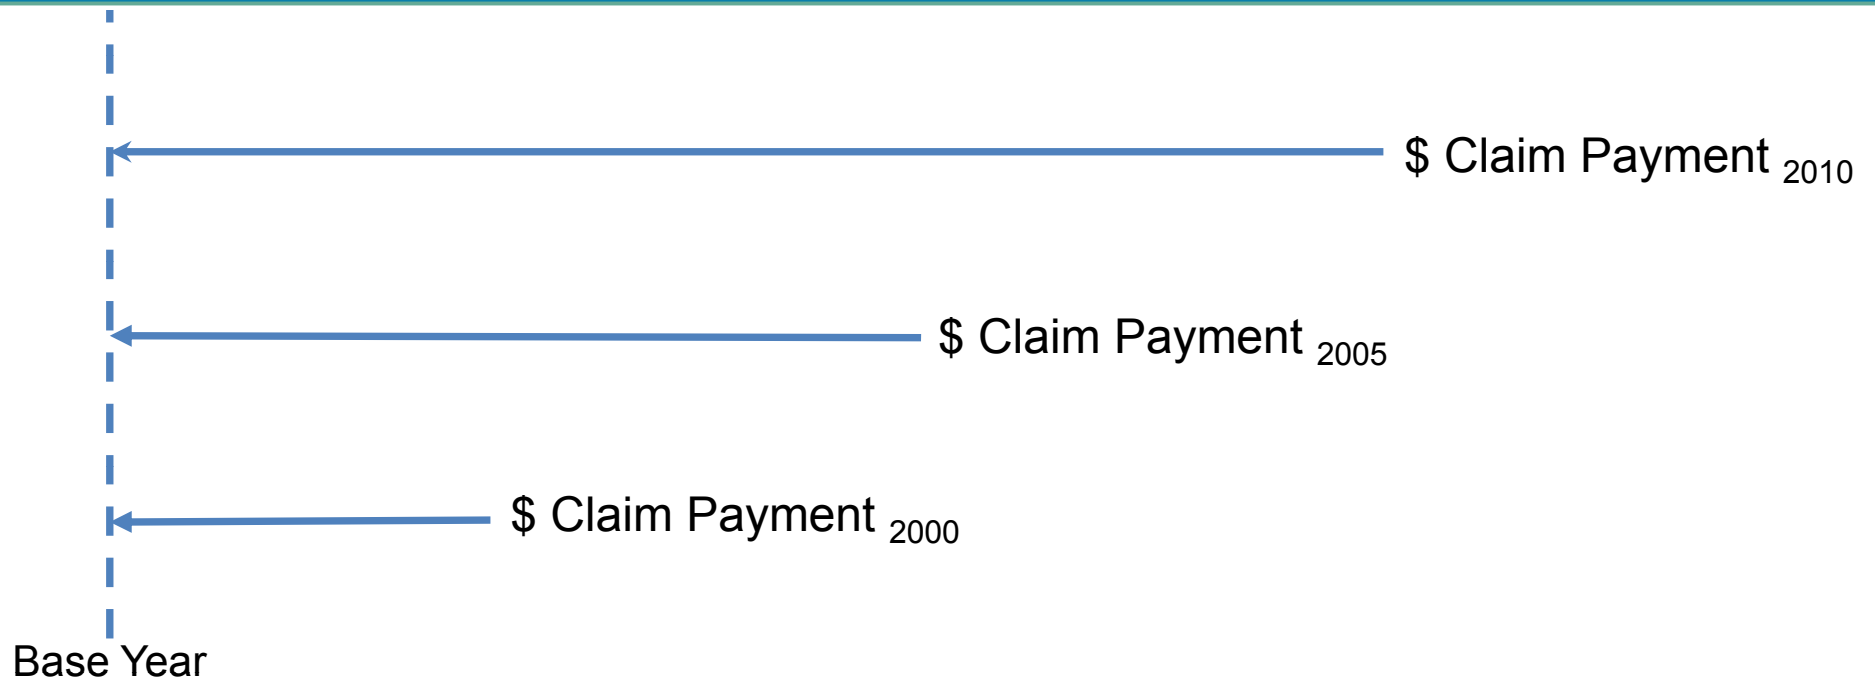 $ Claim Payment 2010
$ Claim Payment 2005
$ Claim Payment 2000
Base Year